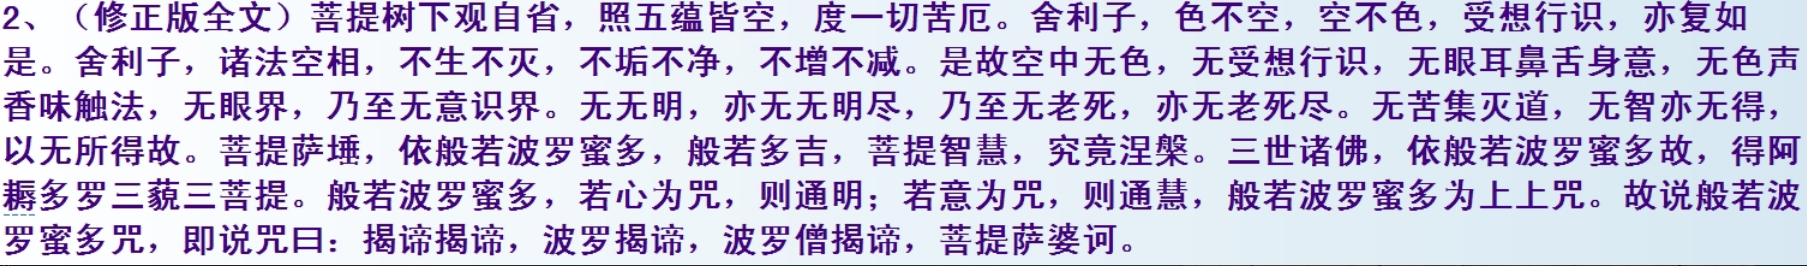 2、（修正版全文）菩提树下观自省，照五蕴皆空，度一切苦厄。舍利子，色不空，空不色，受想行识，亦复如
是。舍利子，诸法空相，不生不灭，不垢不净，不增不减。是故空中无色，无受想行识，无眼耳鼻舌身意，无色声
香味触法，无眼界，乃至无意识界。无无明，亦无无明尽，乃至无老死，亦无老死尽。无苦集灭道，无智亦无得，
以无所得故。菩提萨埵，依般若波罗蜜多，般若多吉，菩提智慧，究竟涅槃。三世诸佛，依般若波罗蜜多故，得阿
耨多罗三藐三菩提。般若波罗蜜多，若心为咒，则通明；若意为咒，则通慧，般若波罗蜜多为上上咒。故说般若波
罗蜜多咒，即说咒曰：揭谛揭谛，波罗揭谛，波罗僧揭谛，菩提萨婆诃。